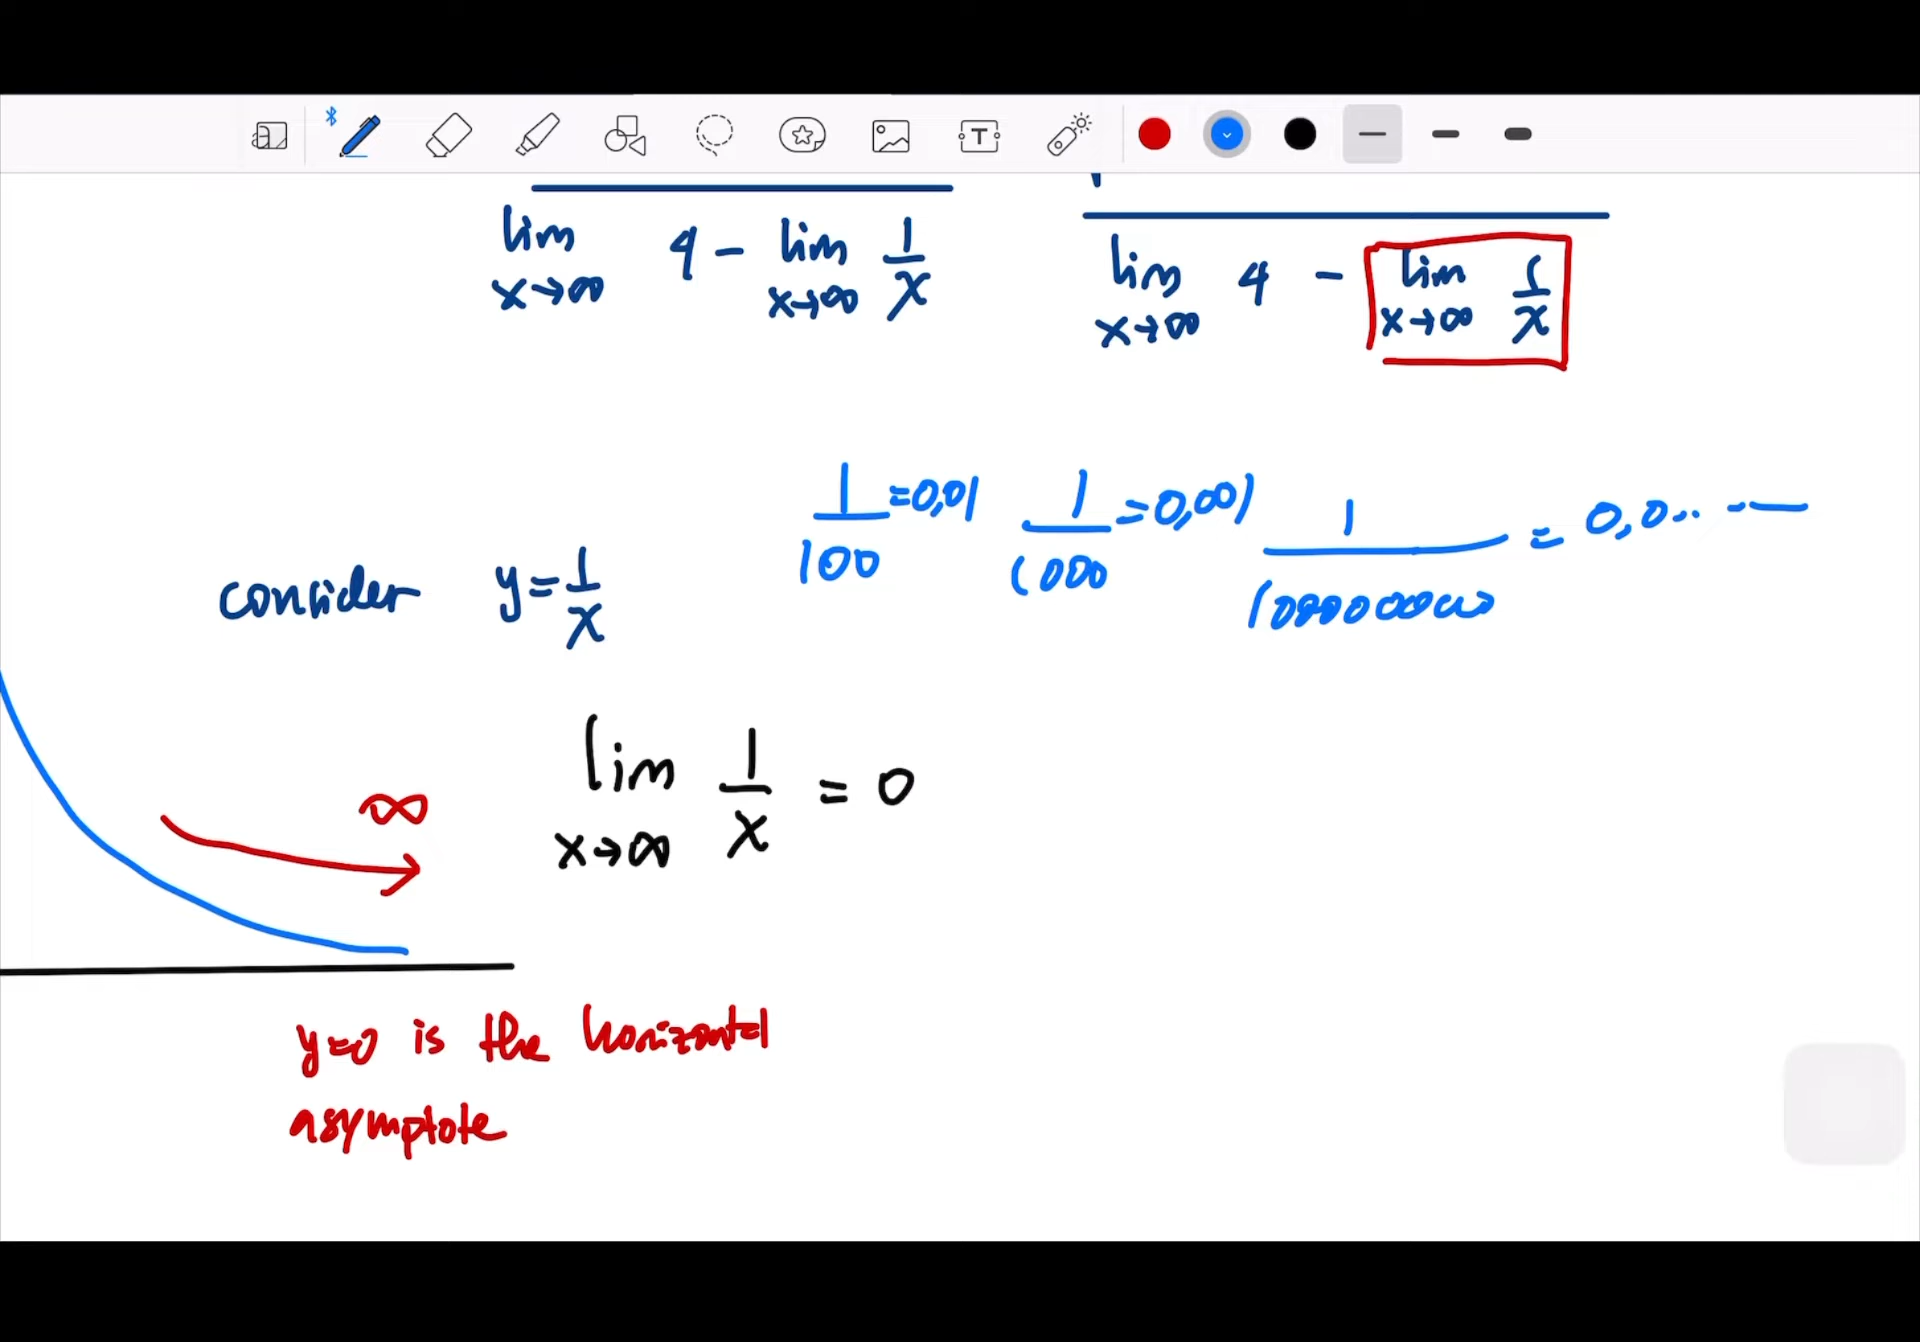 lim x→∞ 4 - lim x→∞ 1/x
lim x→∞ 4 - lim x→∞ 1/x
1/100 =0,01 1/1000 =0,001 1/1000000000 = 0,0.. ..—
consider y=1/x
lim x→∞ 1/x = 0
∞
y=0 is the horizontal
asymptote